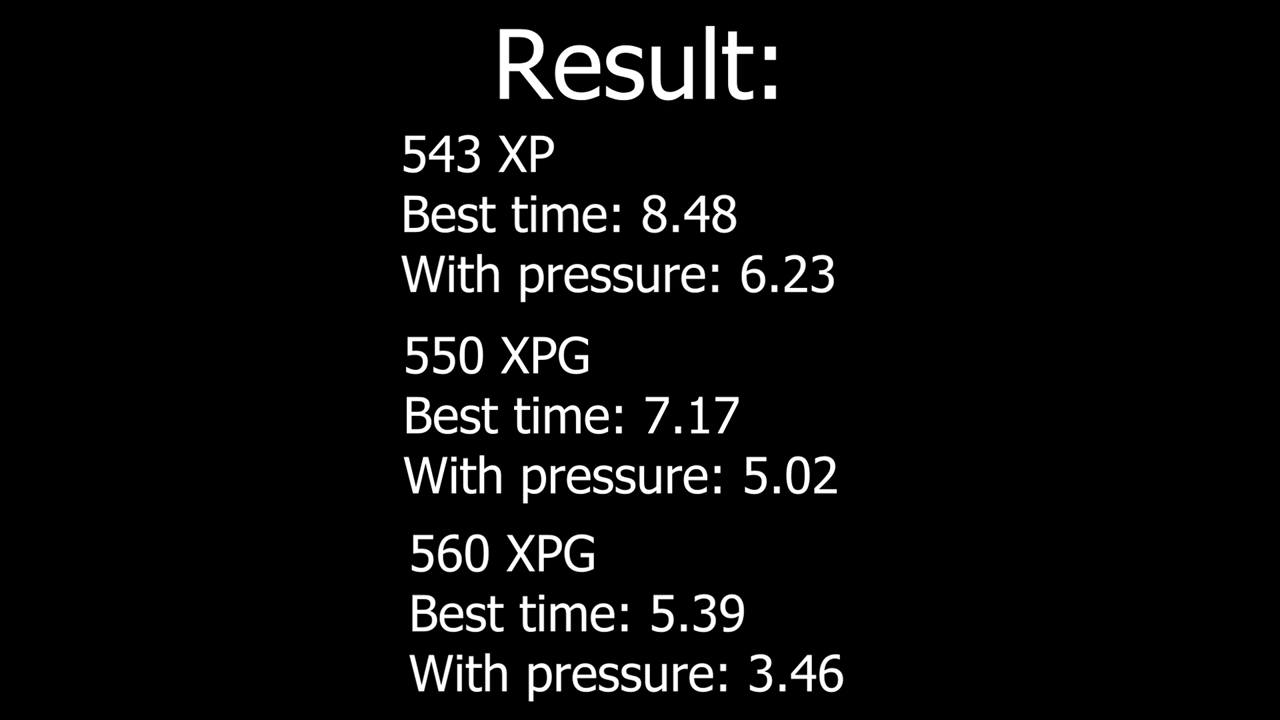 Result:
543 XP
Best time: 8.48
With pressure: 6.23
550 XPG
Best time: 7.17
With pressure: 5.02
560 XPG
Best time: 5.39
With pressure: 3.46